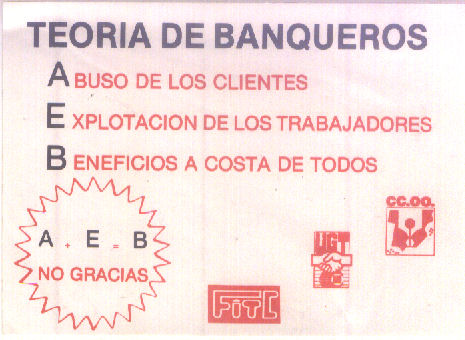 TEORIA DE BANQUEROS
ABUSO DE LOS CLIENTES
EXPLOTACION DE LOS TRABAJADORES
BENEFICIOS A COSTA DE TODOS
A + E = B
NO GRACIAS
FITC
UGT
CC.OO.